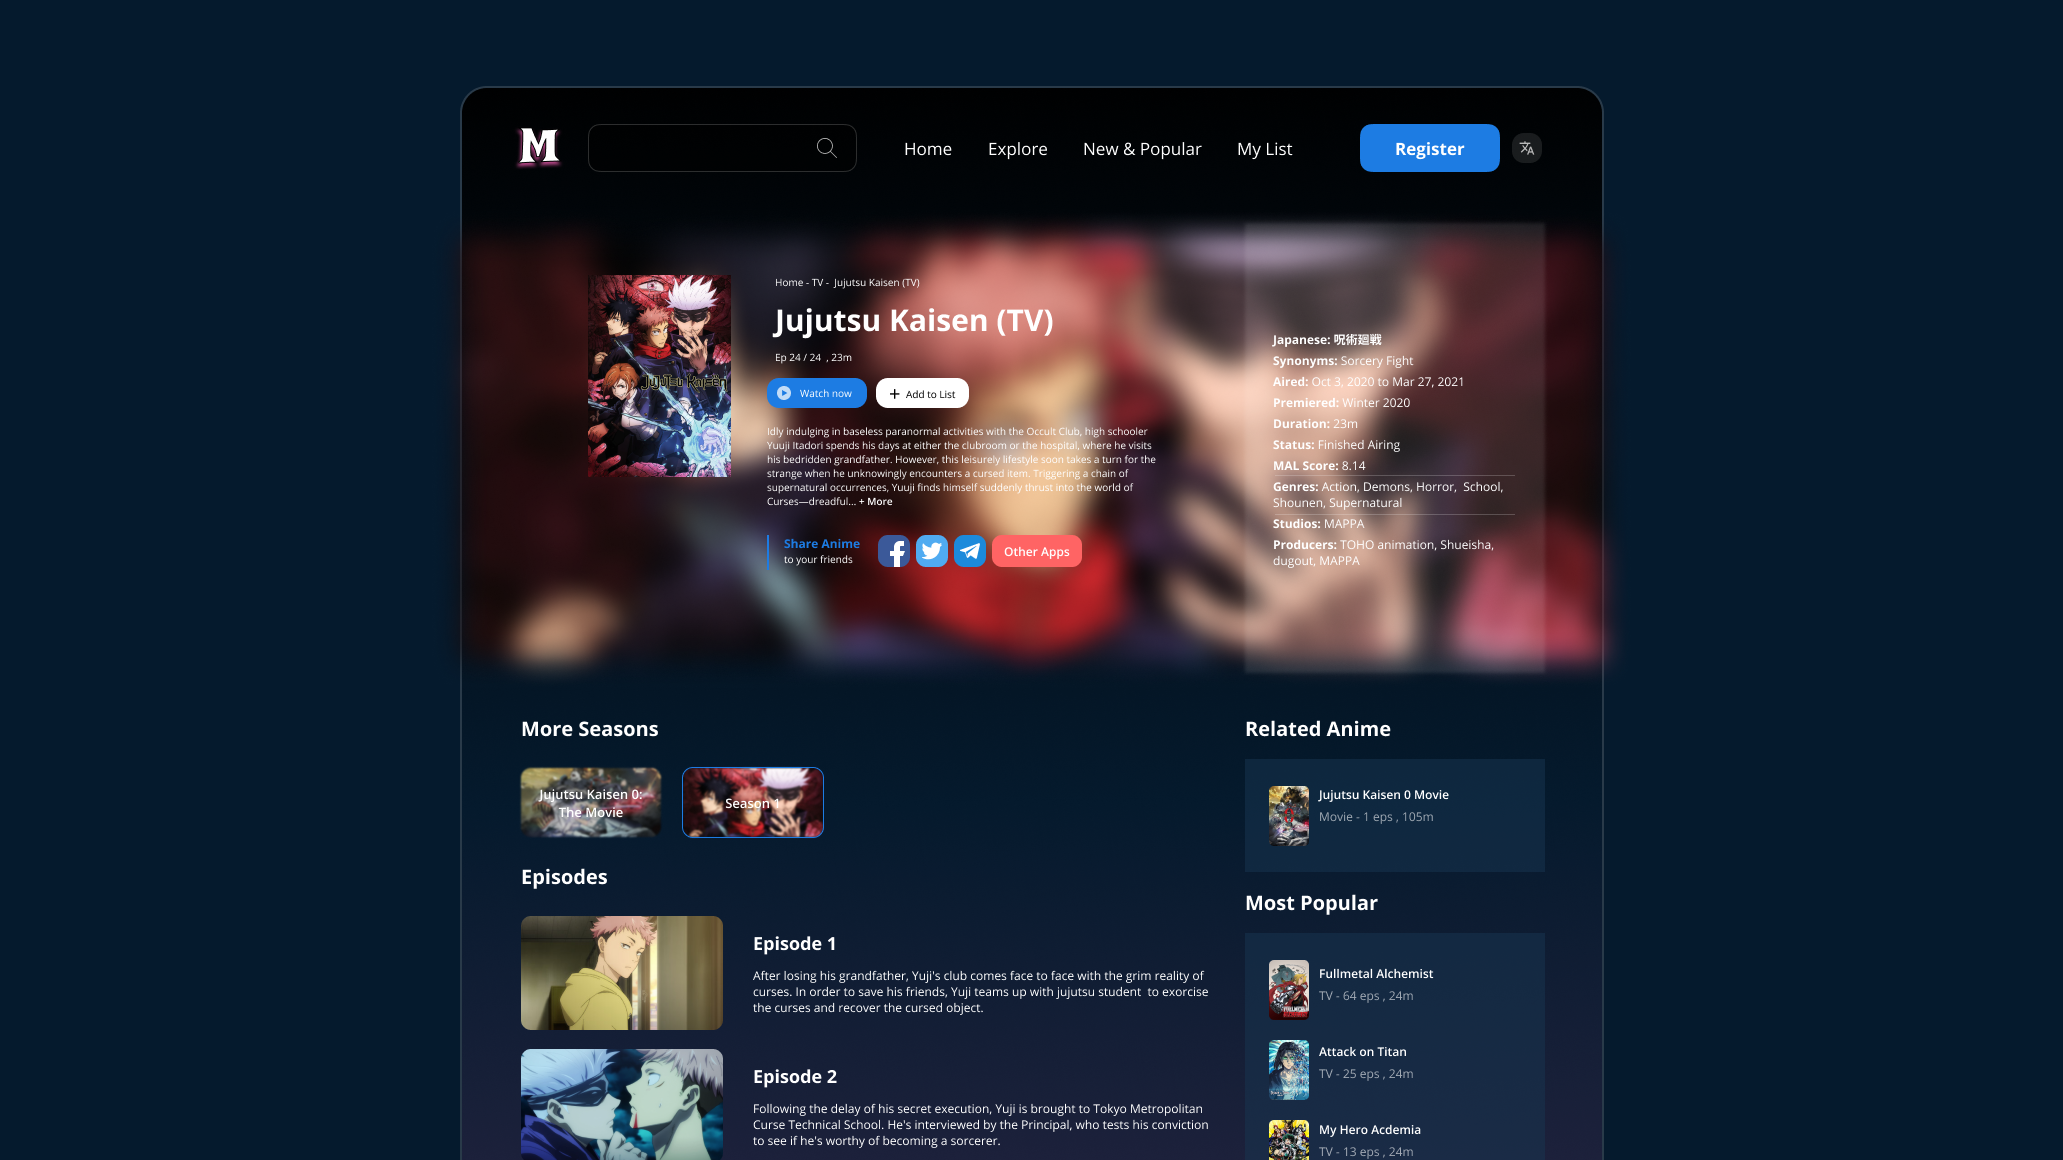 M
Home
Explore
New & Popular
My List
Register
Home - TV -  Jujutsu Kaisen (TV)
Jujutsu Kaisen (TV)
Ep 24 / 24  , 23m
Watch now
+ Add to List
Idly indulging in baseless paranormal activities with the Occult Club, high schooler
Yuuji Itadori spends his days at either the clubroom or the hospital, where he visits
his bedridden grandfather. However, this leisurely lifestyle soon takes a turn for the
strange when he unknowingly encounters a cursed item. Triggering a chain of
supernatural occurrences, Yuuji finds himself suddenly thrust into the world of
Curses—dreadful... + More
Share Anime
to your friends
Other Apps
JUJUTSU KAISEN
Japanese: 呪術廻戦
Synonyms: Sorcery Fight
Aired: Oct 3, 2020 to Mar 27, 2021
Premiered: Winter 2020
Duration: 23m
Status: Finished Airing
MAL Score: 8.14
Genres: Action, Demons, Horror,  School,
Shounen, Supernatural
Studios: MAPPA
Producers: TOHO animation, Shueisha,
dugout, MAPPA
More Seasons
Jujutsu Kaisen 0:
The Movie
Season 1
Episodes
Episode 1
After losing his grandfather, Yuji's club comes face to face with the grim reality of
curses. In order to save his friends, Yuji teams up with jujutsu student  to exorcise
the curses and recover the cursed object.
Episode 2
Following the delay of his secret execution, Yuji is brought to Tokyo Metropolitan
Curse Technical School. He's interviewed by the Principal, who tests his conviction
to see if he's worthy of becoming a sorcerer.
Related Anime
Jujutsu Kaisen 0 Movie
Movie - 1 eps , 105m
Most Popular
Fullmetal Alchemist
TV - 64 eps , 24m
Attack on Titan
TV - 25 eps , 24m
My Hero Acdemia
TV - 13 eps , 24m